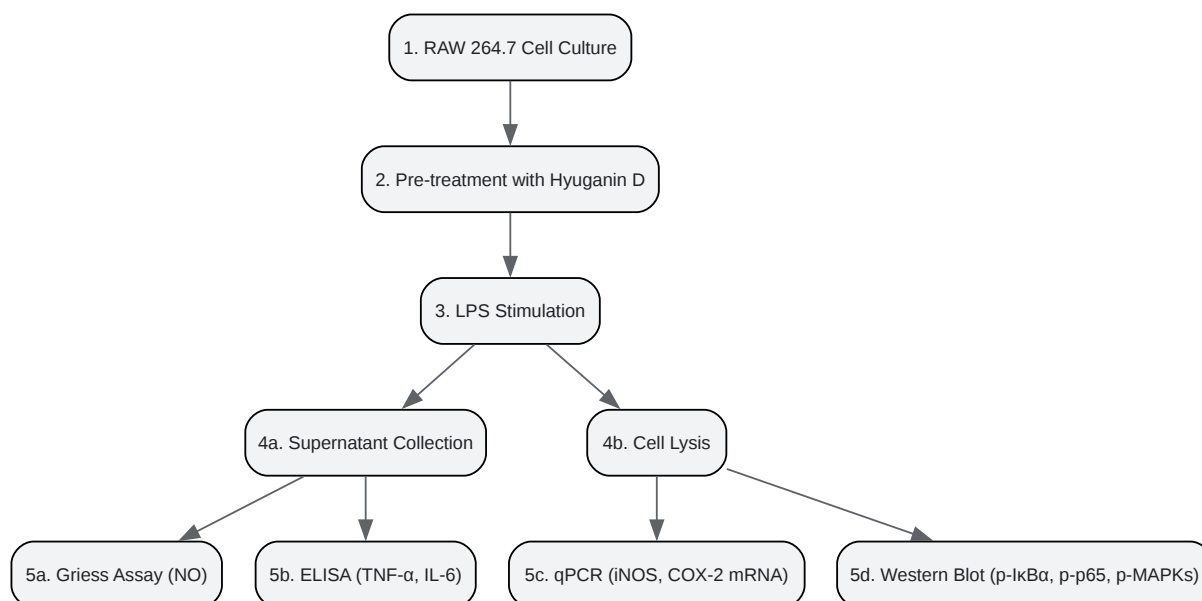 1. RAW 264.7 Cell Culture
2. Pre-treatment with Hyuganin D
3. LPS Stimulation
4a. Supernatant Collection
4b. Cell Lysis
5a. Griess Assay (NO)
5b. ELISA (TNF-α, IL-6)
5c. qPCR (iNOS, COX-2 mRNA)
5d. Western Blot (p-IκBα, p-p65, p-MAPKs)